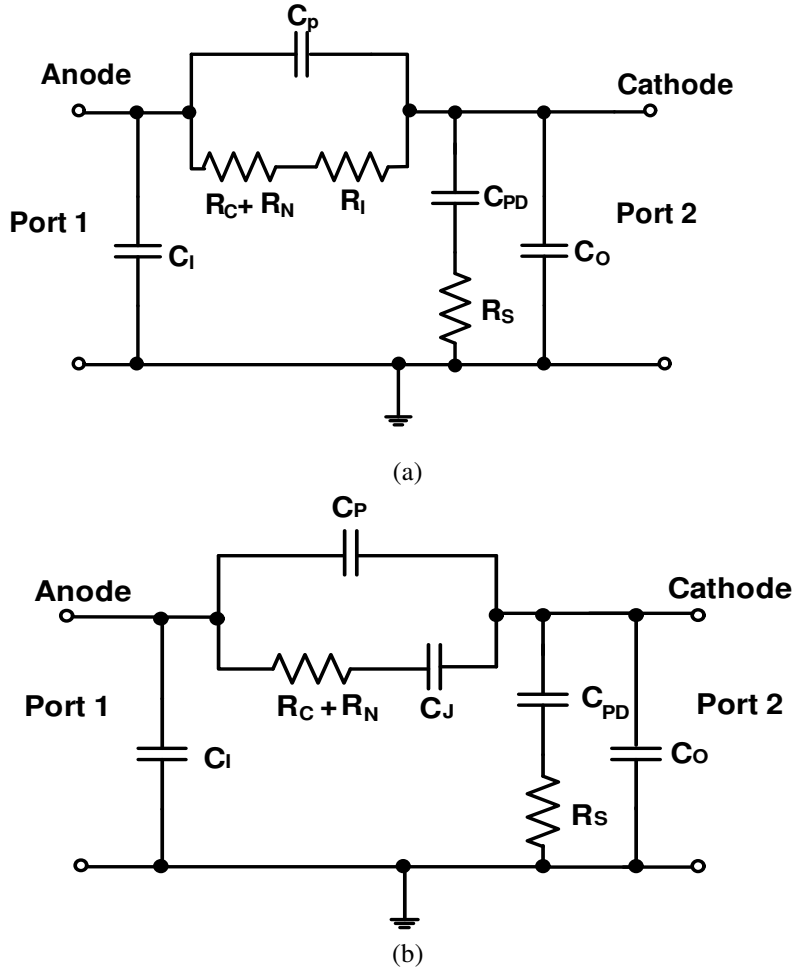 Cp
Anode
Cathode
RC+ RN
RI
CPD
Port 1
Port 2
CI
CO
RS
(a)
CP
Anode
Cathode
Port 1
RC + RN
CJ
CPD
Port 2
CI
CO
RS
(b)